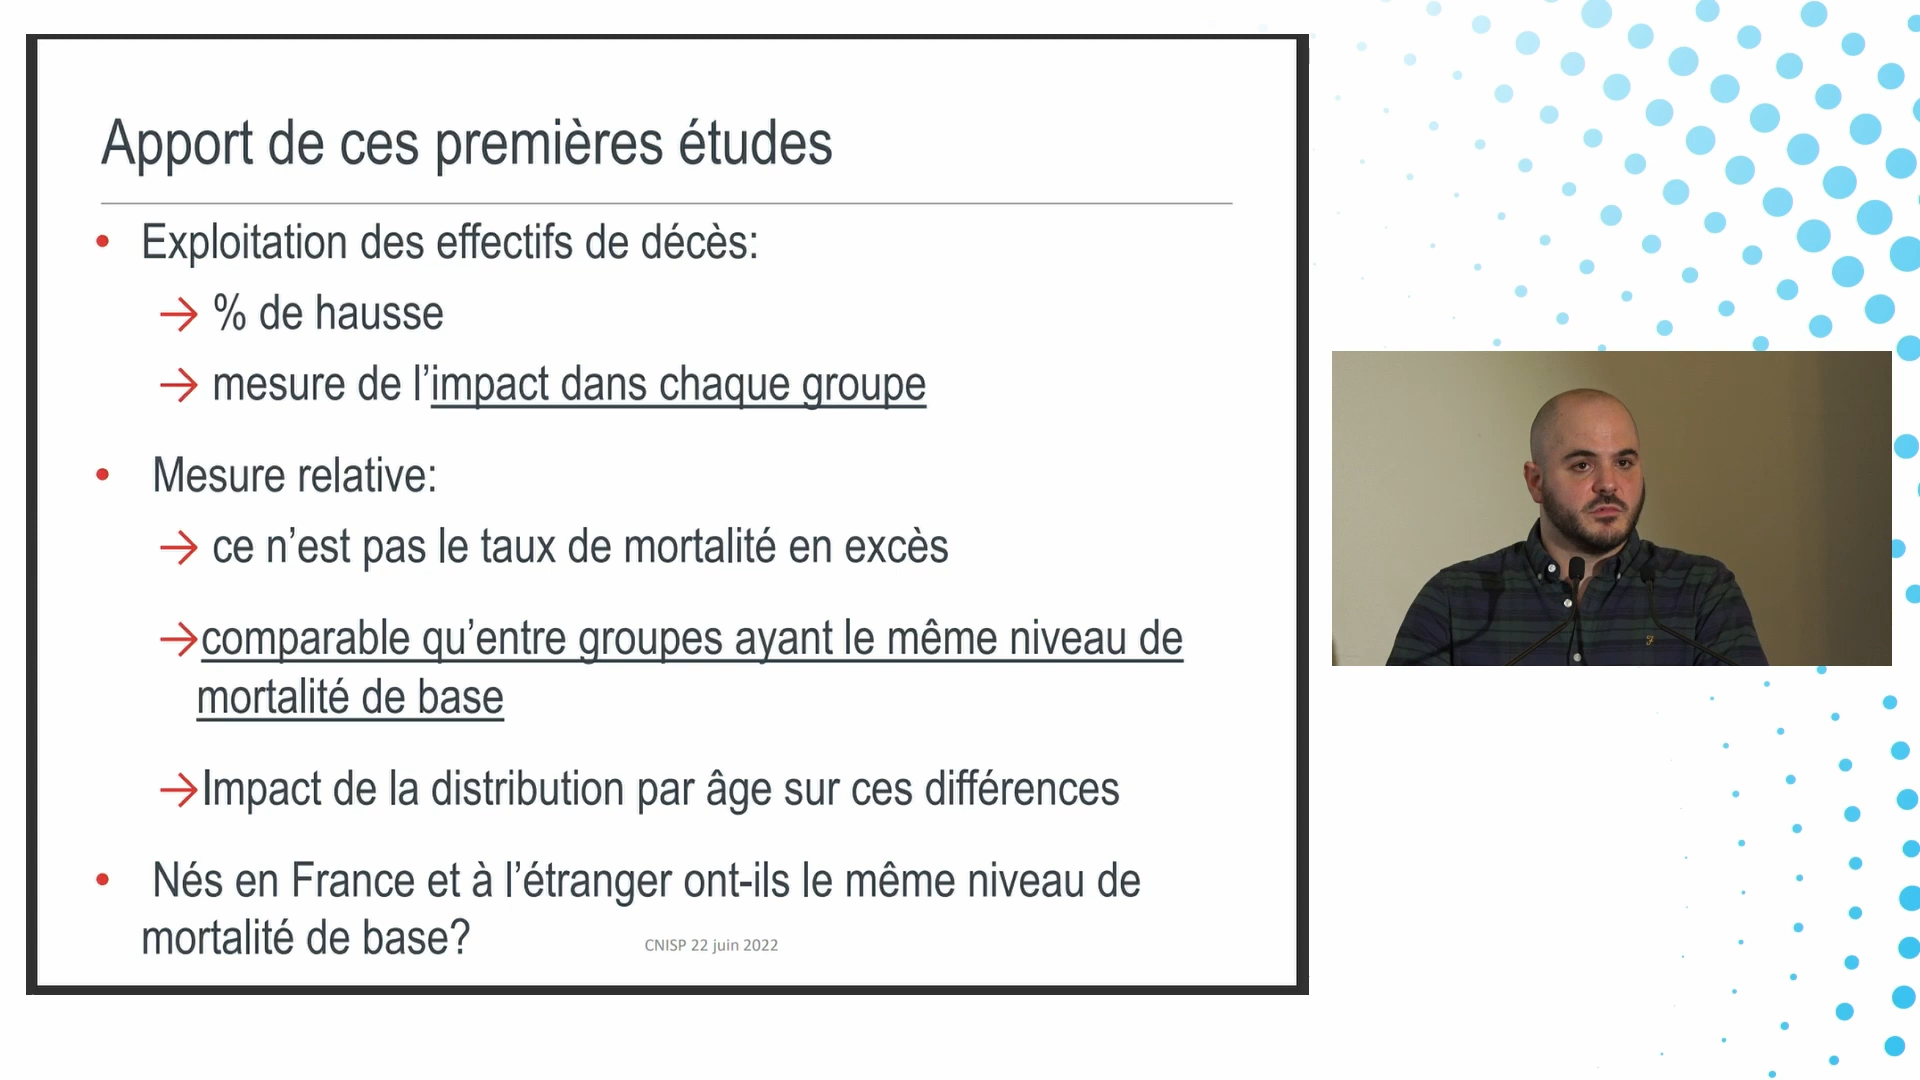 Apport de ces premières études
• Exploitation des effectifs de décès:
→ % de hausse
→ mesure de l’impact dans chaque groupe
• Mesure relative:
→ ce n’est pas le taux de mortalité en excès
→comparable qu’entre groupes ayant le même niveau de
mortalité de base
→Impact de la distribution par âge sur ces différences
• Nés en France et à l’étranger ont-ils le même niveau de
mortalité de base?
CNISP 22 juin 2022